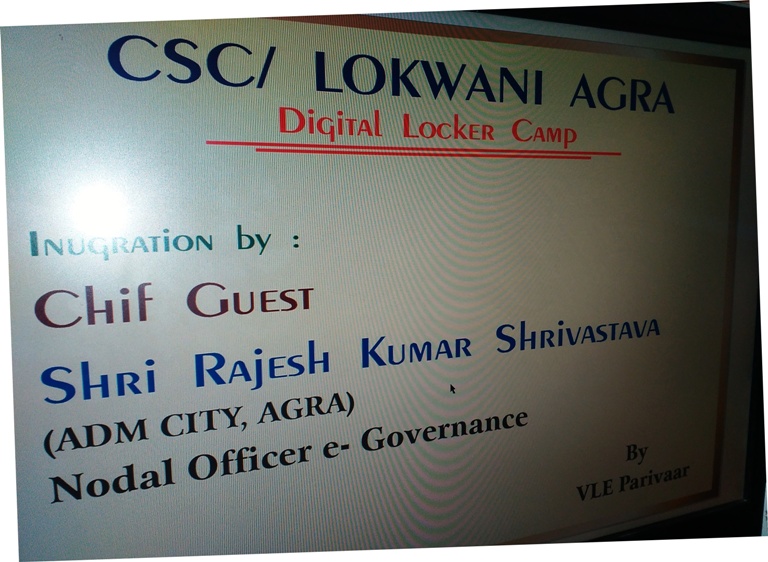 CSC/ LOKWANI AGRA
Digital Locker Camp
Inugration by :
Chif Guest
Shri Rajesh Kumar Shrivastava
(ADM CITY, AGRA)
Nodal Officer e- Governance
By
VLE Parivaar